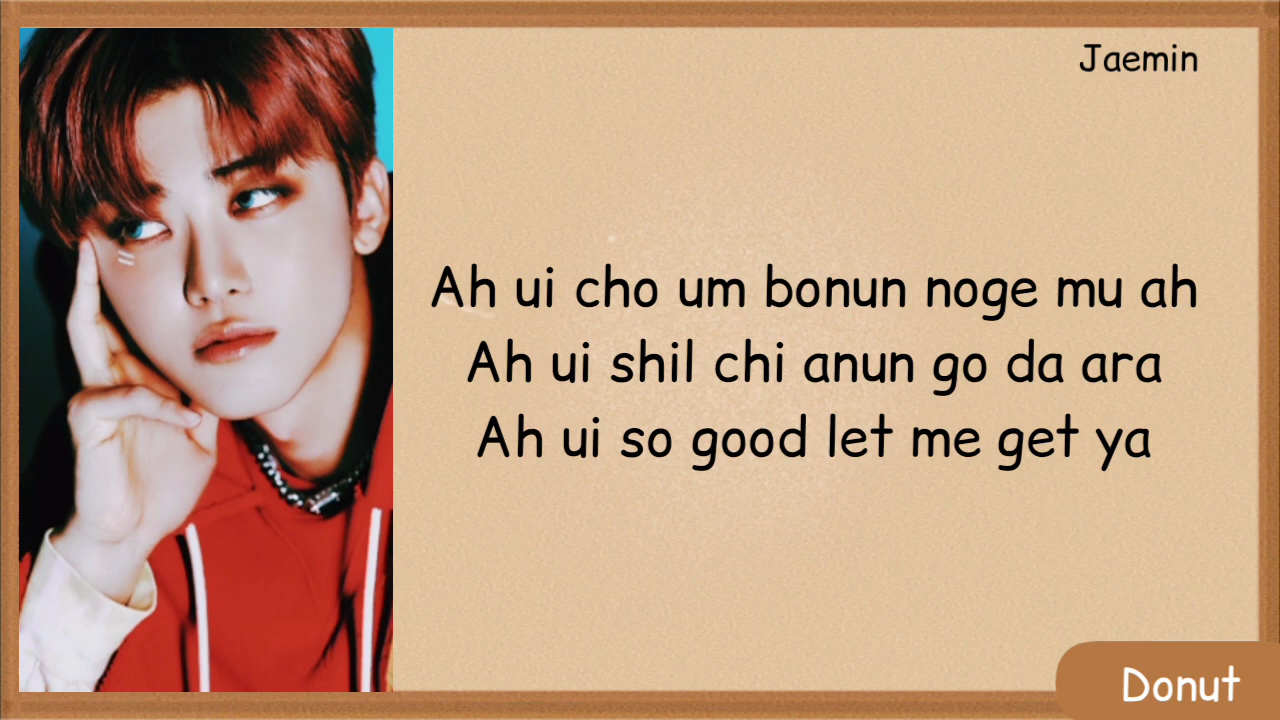 Jaemin
Ah ui cho um bonun noge mu ah
Ah ui shil chi anun go da ara
Ah ui so good let me get ya
Donut